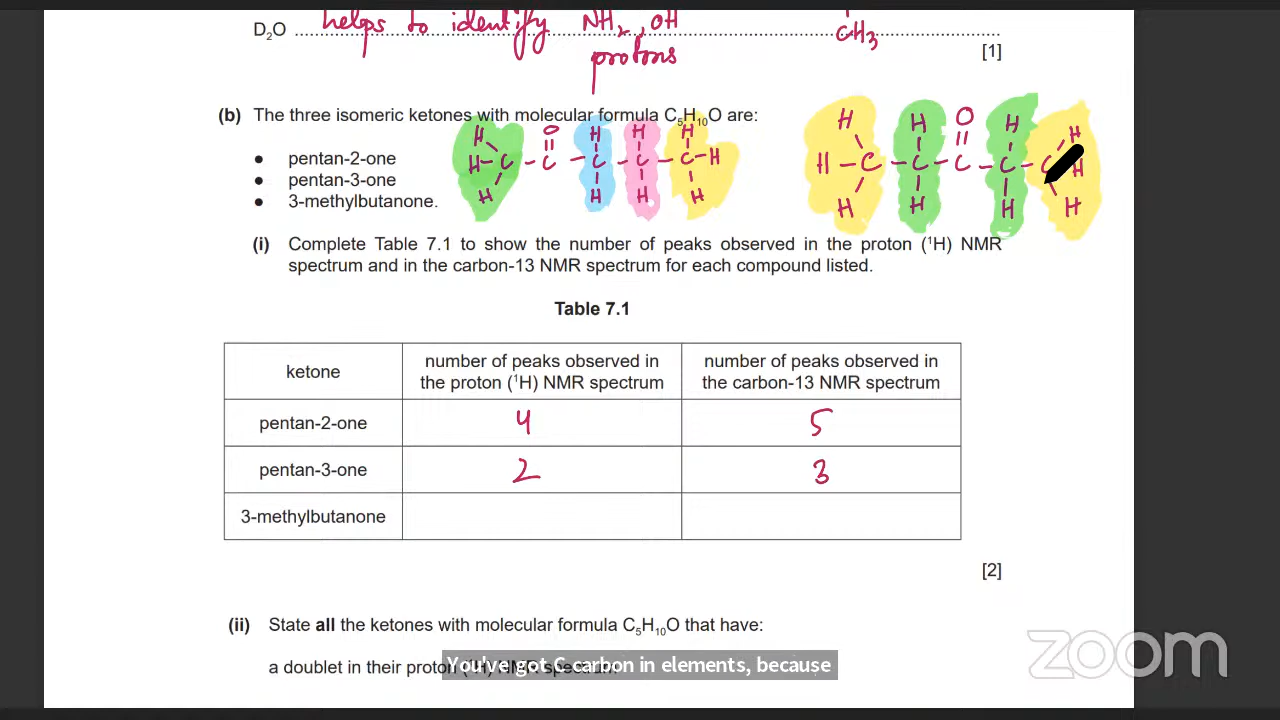 helps to identify NH₂, OH
D₂O ........ CH₃
protons
[1]
(b) The three isomeric ketones with molecular formula C₅H₁₀O are:
● pentan-2-one
● pentan-3-one
● 3-methylbutanone.
H O H H H
H–C–C–C–C–C–H
H H H H
H H O H H
H–C–C–C–C–C H
H H H H
(i) Complete Table 7.1 to show the number of peaks observed in the proton (¹H) NMR
spectrum and in the carbon-13 NMR spectrum for each compound listed.
Table 7.1
ketone
number of peaks observed in
the proton (¹H) NMR spectrum
number of peaks observed in
the carbon-13 NMR spectrum
pentan-2-one 4 5
pentan-3-one 2 3
3-methylbutanone
[2]
(ii) State all the ketones with molecular formula C₅H₁₀O that have:
a doublet in their proton (¹H) NMR spectrum
You've got C carbon in elements, because
zoom